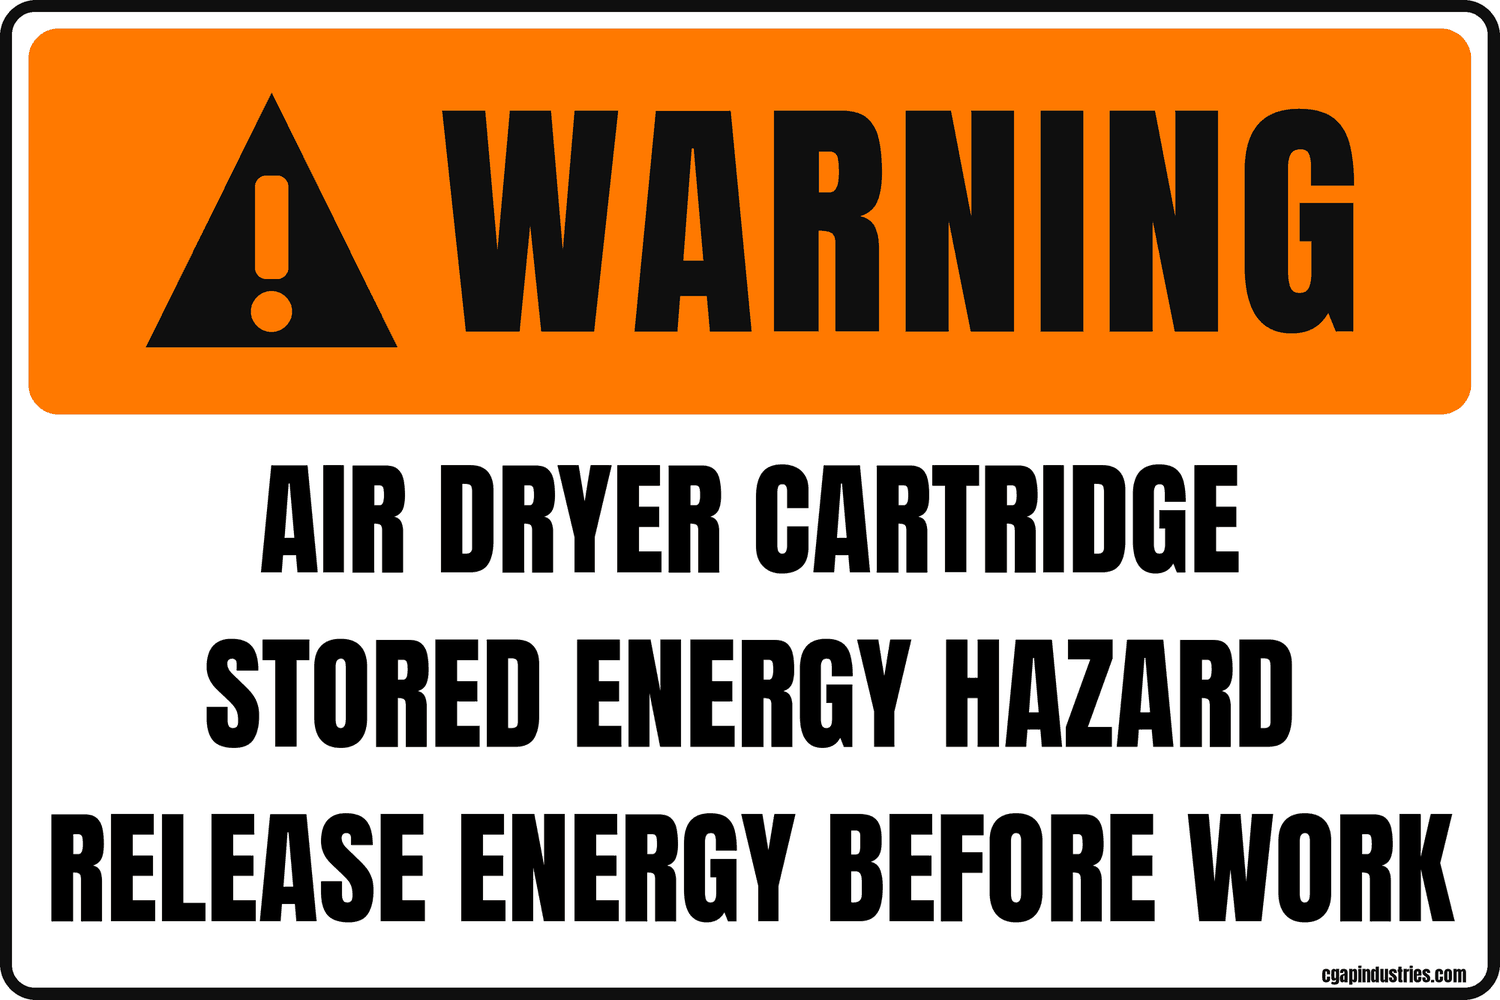 WARNING
AIR DRYER CARTRIDGE
STORED ENERGY HAZARD
RELEASE ENERGY BEFORE WORK
cgapindustries.com